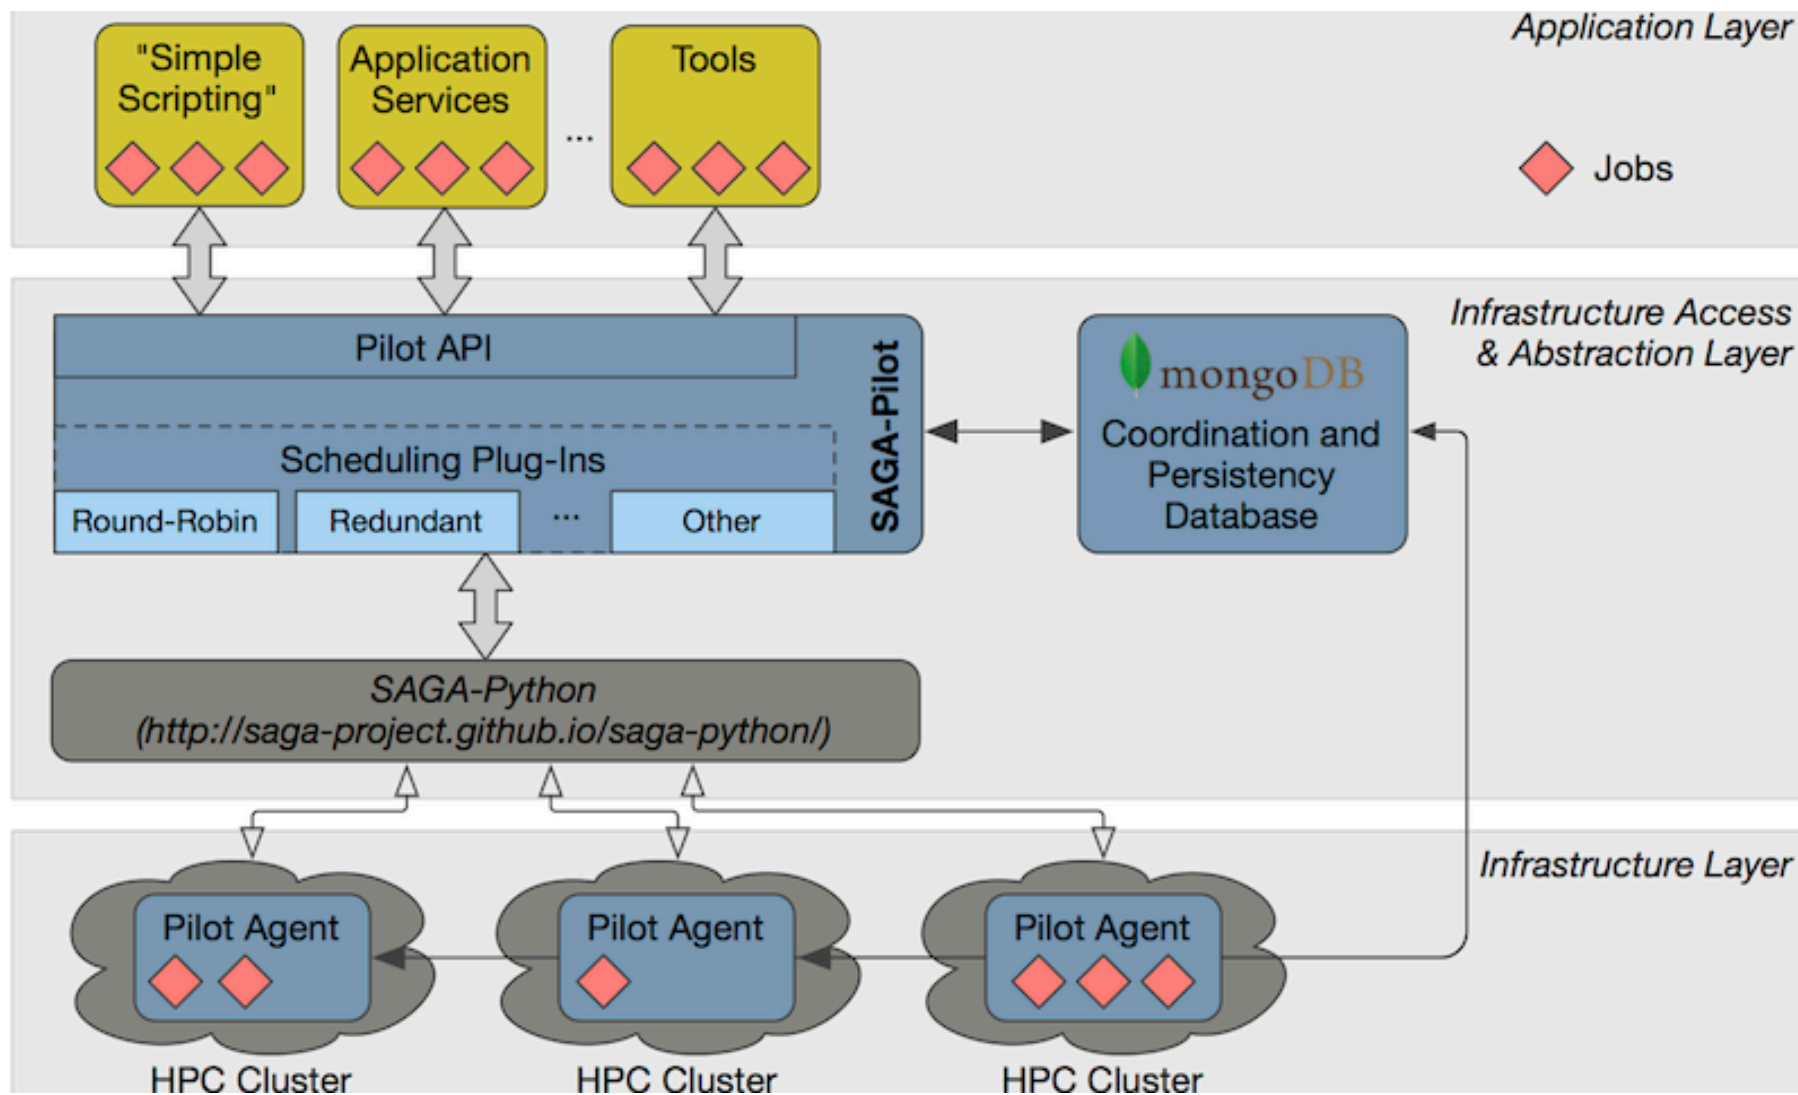 Application Layer
"Simple
Scripting"
Application
Services
...
Tools
Jobs
Infrastructure Access
& Abstraction Layer
Pilot API
SAGA-Pilot
Scheduling Plug-Ins
Round-Robin
Redundant
...
Other
mongoDB
Coordination and
Persistency
Database
SAGA-Python
(http://saga-project.github.io/saga-python/)
Infrastructure Layer
Pilot Agent
Pilot Agent
Pilot Agent
HPC Cluster
HPC Cluster
HPC Cluster